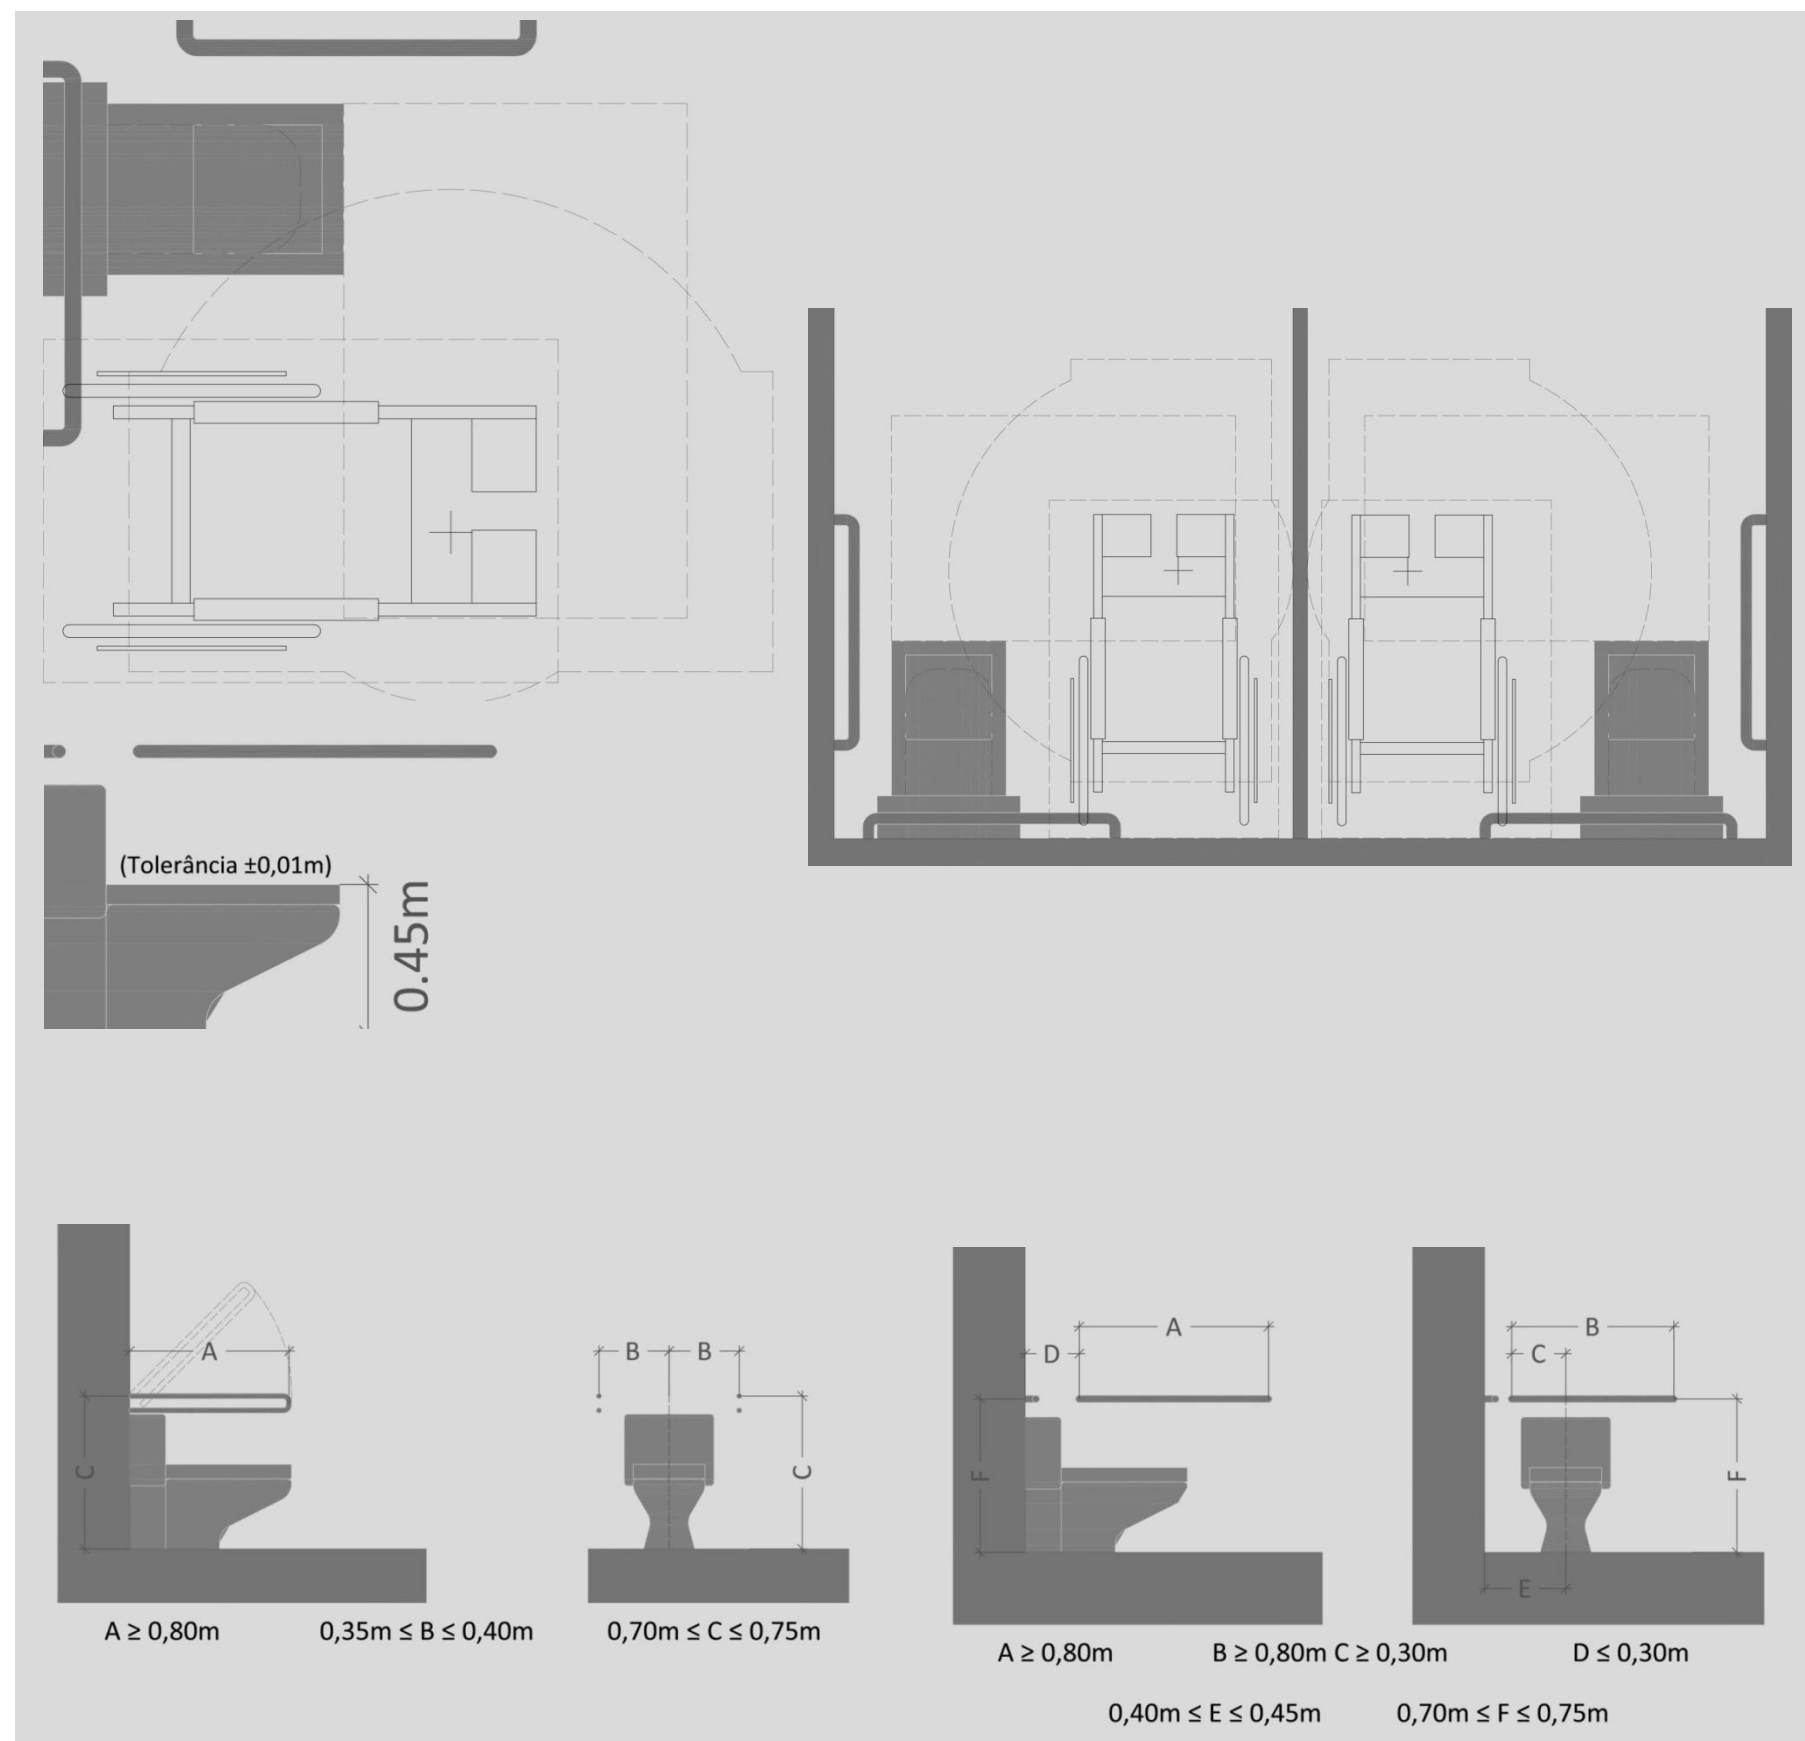 (Tolerância ±0,01m)
0.45m
A
C
B
B
C
A
D
F
B
C
F
E
A ≥ 0,80m
0,35m ≤ B ≤ 0,40m
0,70m ≤ C ≤ 0,75m
A ≥ 0,80m
B ≥ 0,80m C ≥ 0,30m
D ≤ 0,30m
0,40m ≤ E ≤ 0,45m
0,70m ≤ F ≤ 0,75m